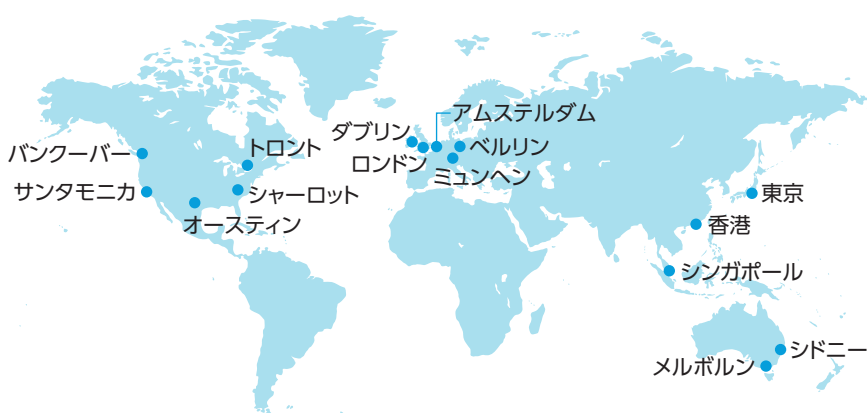 アムステルダム
ダブリン
ロンドン
ベルリン
ミュンヘン
バンクーバー
トロント
サンタモニカ
シャーロット
オースティン
東京
香港
シンガポール
シドニー
メルボルン